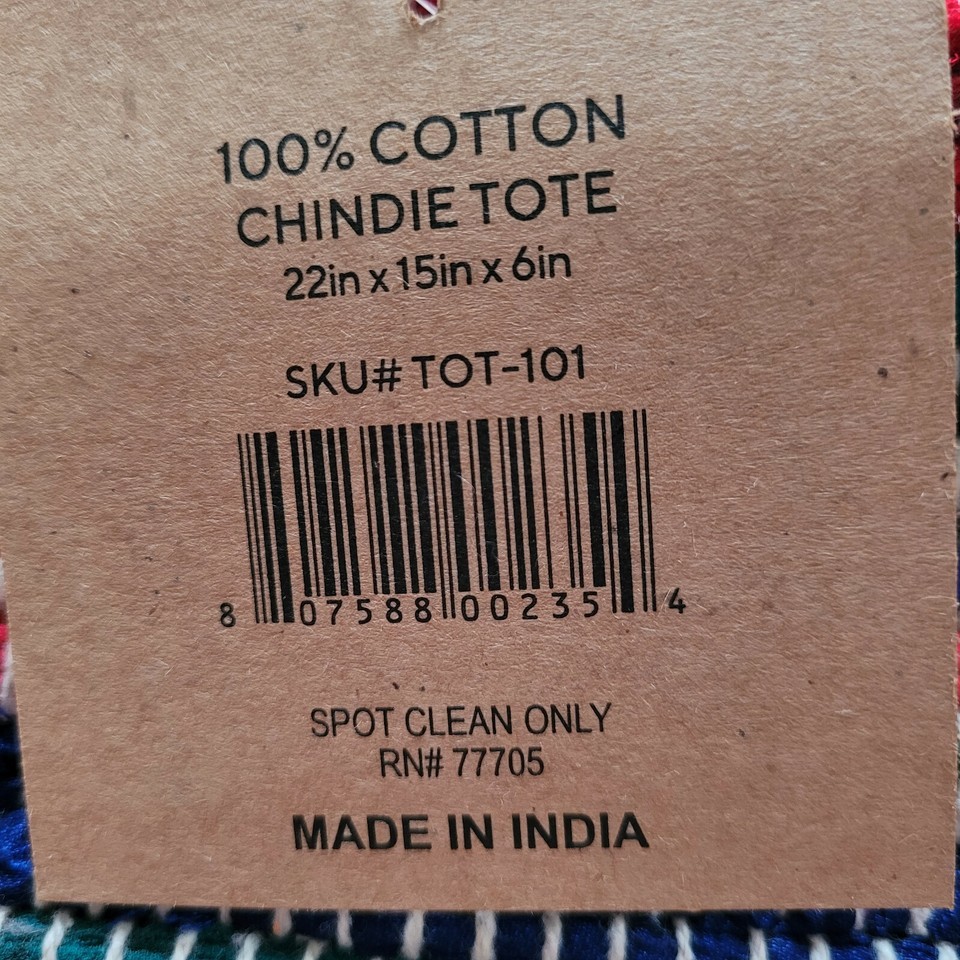 100% COTTON
CHINDIE TOTE
22in x 15in x 6in
SKU# TOT-101
8 07588 00235 4
SPOT CLEAN ONLY
RN# 77705
MADE IN INDIA